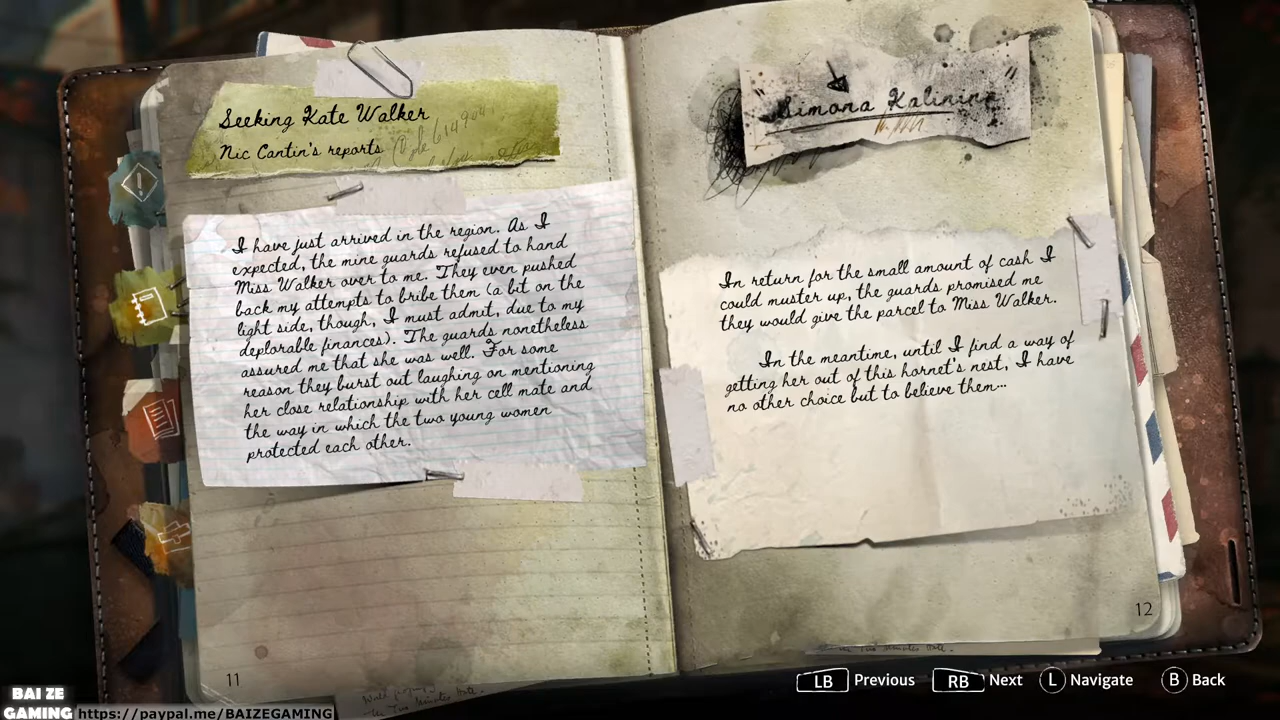 Seeking Kate Walker
Nic Cantin's reports
I have just arrived in the region. As I
expected, the mine guards refused to hand
Miss Walker over to me. They even pushed
back my attempts to bribe them (a bit on the
light side, though, I must admit, due to my
deplorable finances). The guards nonetheless
assured me that she was well. For some
reason they burst out laughing on mentioning
her close relationship with her cell mate and
the way in which the two young women
protected each other.
11
Simona Kalinine
In return for the small amount of cash I
could muster up, the guards promised me
they would give the parcel to Miss Walker.
In the meantime, until I find a way of
getting her out of this hornet's nest, I have
no other choice but to believe them...
12
LB Previous RB Next L Navigate B Back
BAI ZE
GAMING https://paypal.me/BAIZEGAMING